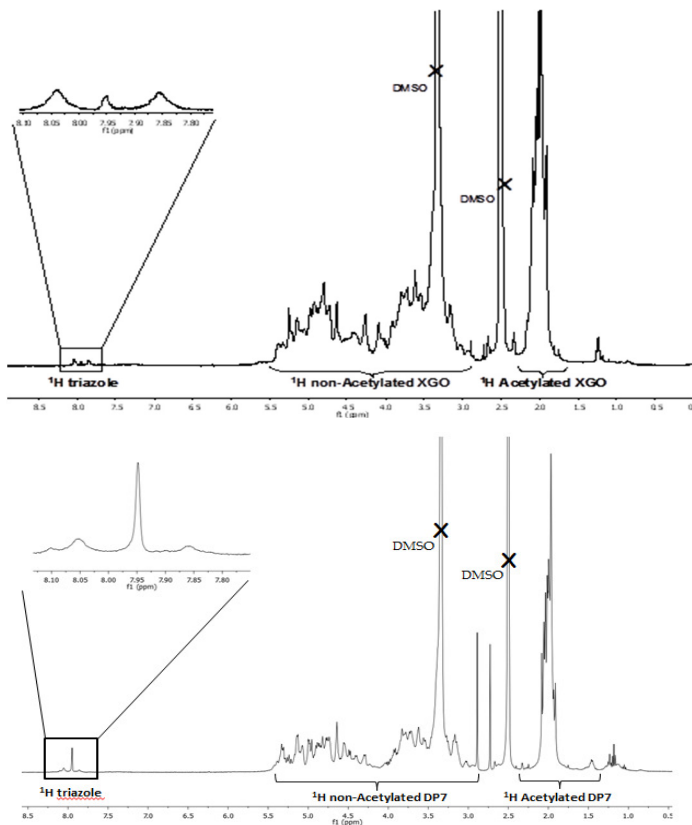 DMSO
8.10 8.05 8.00 7.95 7.90 7.85 7.80
f1 (ppm)
DMSO
¹H triazole
¹H non-Acetylated XGO
¹H Acetylated XGO
8.5 8.0 7.5 7.0 6.5 6.0 5.5 5.0 4.5 4.0 3.5 3.0 2.5 2.0 1.5 1.0 0.5 0.0
f1 (ppm)
8.10 8.05 8.00 7.95 7.90 7.85 7.80
f1 (ppm)
DMSO
DMSO
¹H triazole
¹H non-Acetylated DP7
¹H Acetylated DP7
8.5 8.0 7.5 7.0 6.5 6.0 5.5 5.0 4.5 4.0 3.5 3.0 2.5 2.0 1.5 1.0 0.5
f1 (ppm)